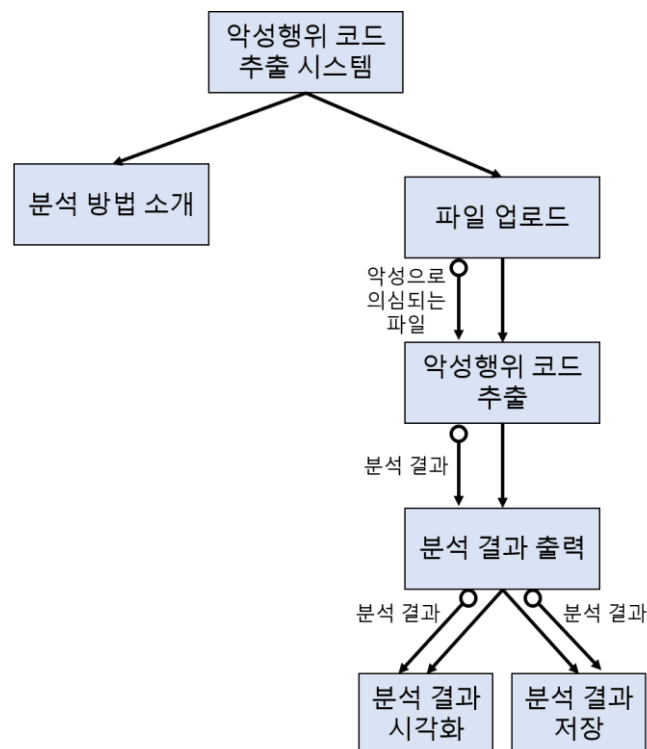 악성행위 코드
추출 시스템
분석 방법 소개
파일 업로드
악성으로
의심되는
파일
악성행위 코드
추출
분석 결과
분석 결과 출력
분석 결과
분석 결과
분석 결과
시각화
분석 결과
저장